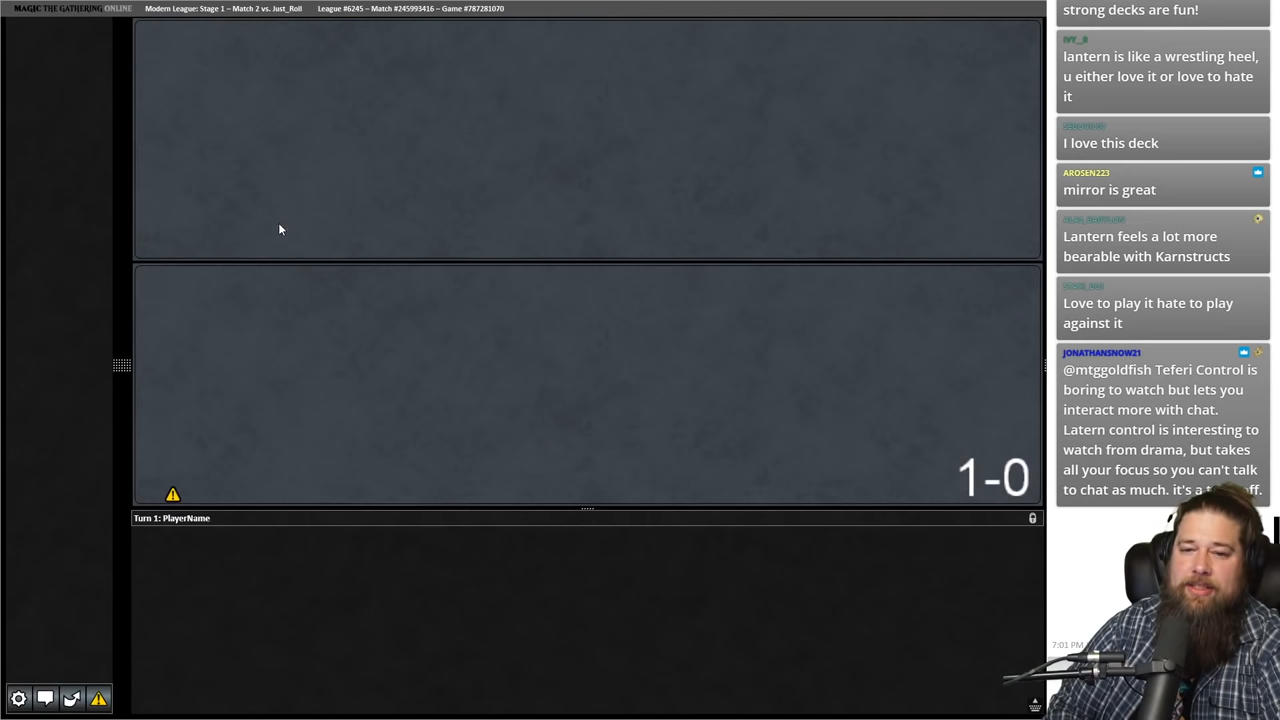 MAGIC THE GATHERING ONLINE
Modern League: Stage 1 – Match 2 vs. Just_Roll
League #6245 – Match #245993416 – Game #787281070
1-0
Turn 1: PlayerName
strong decks are fun!
lantern is like a wrestling heel,
u either love it or love to hate
it
I love this deck
AROSEN223
mirror is great
Lantern feels a lot more
bearable with Karnstructs
Love to play it hate to play
against it
JONATHANSNOW21
@mtggoldfish Teferi Control is
boring to watch but lets you
interact more with chat.
Latern control is interesting to
watch from drama, but takes
all your focus so you can't talk
to chat as much. it's a
7:01 PM